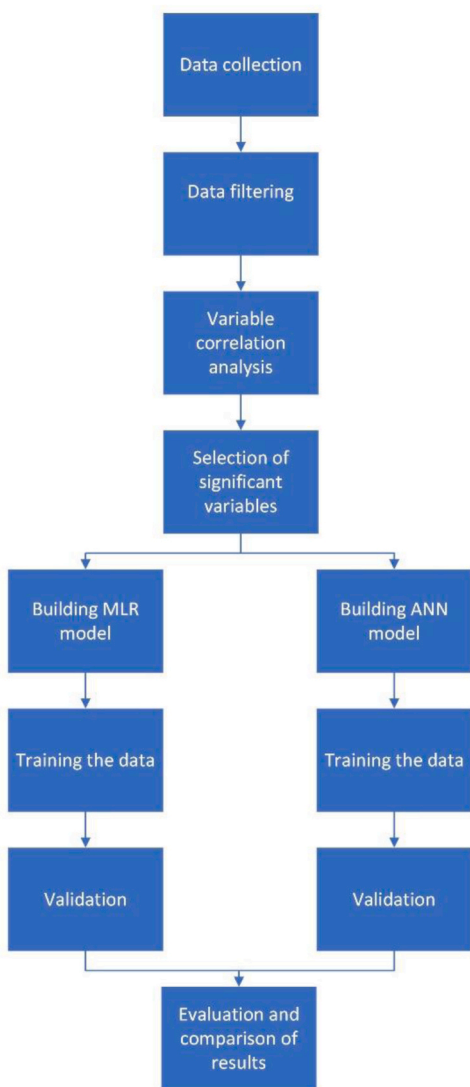 Data collection
Data filtering
Variable
correlation
analysis
Selection of
significant
variables
Building MLR
model
Building ANN
model
Training the data
Training the data
Validation
Validation
Evaluation and
comparison of
results